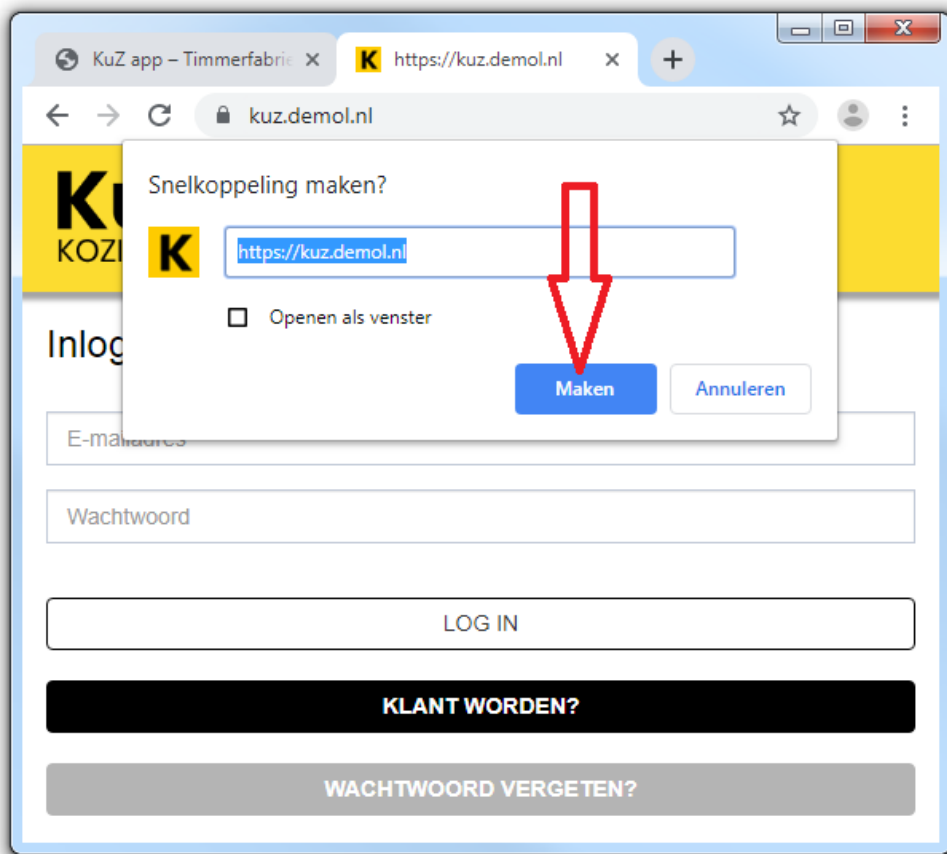 KuZ app – Timmerfabrie
https://kuz.demol.nl
kuz.demol.nl
Snelkoppeling maken?
K
https://kuz.demol.nl
Openen als venster
Maken
Annuleren
Inlog
E-mailadres
Wachtwoord
LOG IN
KLANT WORDEN?
WACHTWOORD VERGETEN?